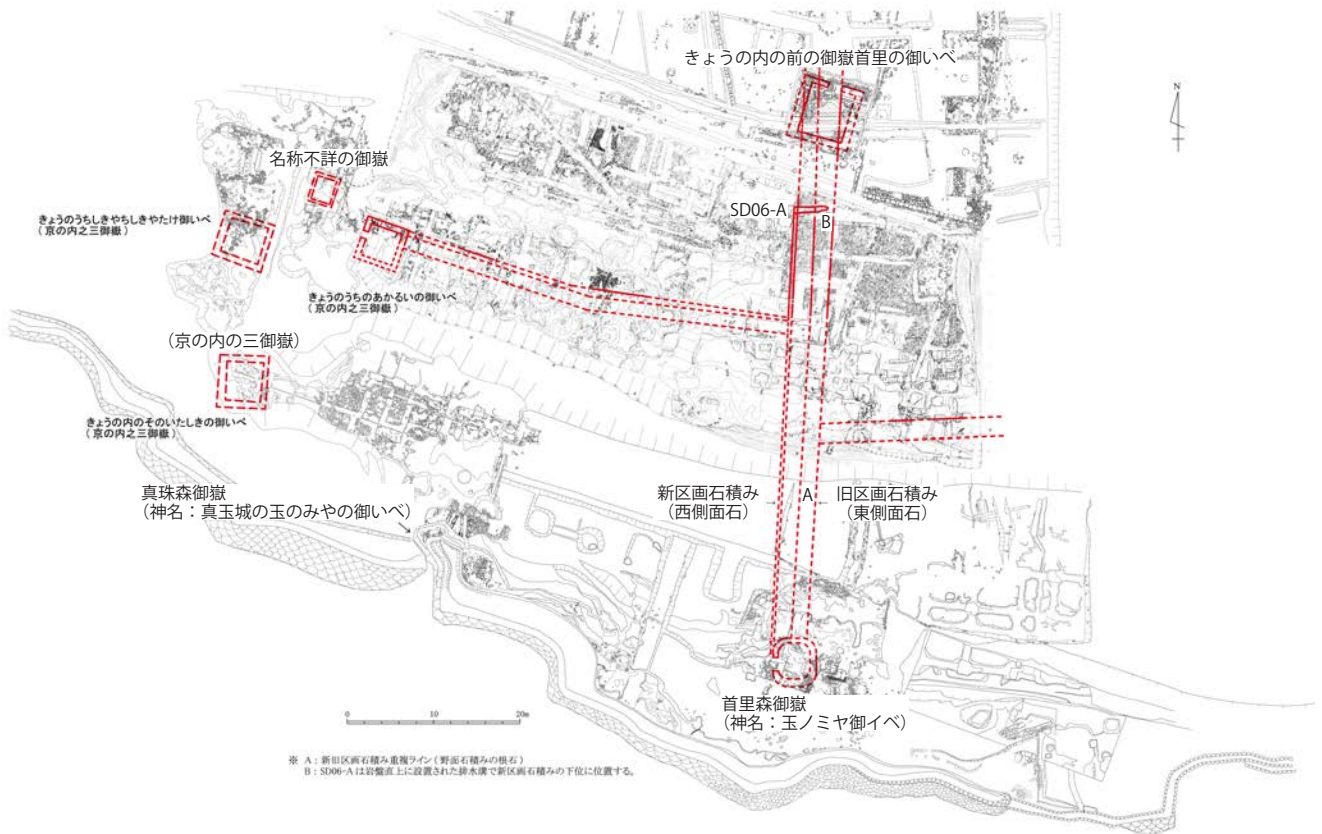 きょうの内の前の御嶽首里の御いべ
N
名称不詳の御嶽
SD06-A
B
きょうのうちしきやちしきやたけ御いべ
(京の内之三御嶽)
きょうのうちのあかるいの御いべ
(京の内之三御嶽)
(京の内の三御嶽)
きょうの内のそのいたしきの御いべ
(京の内之三御嶽)
真珠森御嶽
(神名:真玉城の玉のみやの御いべ)
新区画石積み
(西側面石)
A
旧区画石積み
(東側面石)
首里森御嶽
(神名:玉ノミヤ御イベ)
0 10 20m
※ A:新旧区画石積み重複ライン(野面石積みの根石)
B:SD06-Aは岩盤直上に設置された排水溝で新区画石積みの下位に位置する。